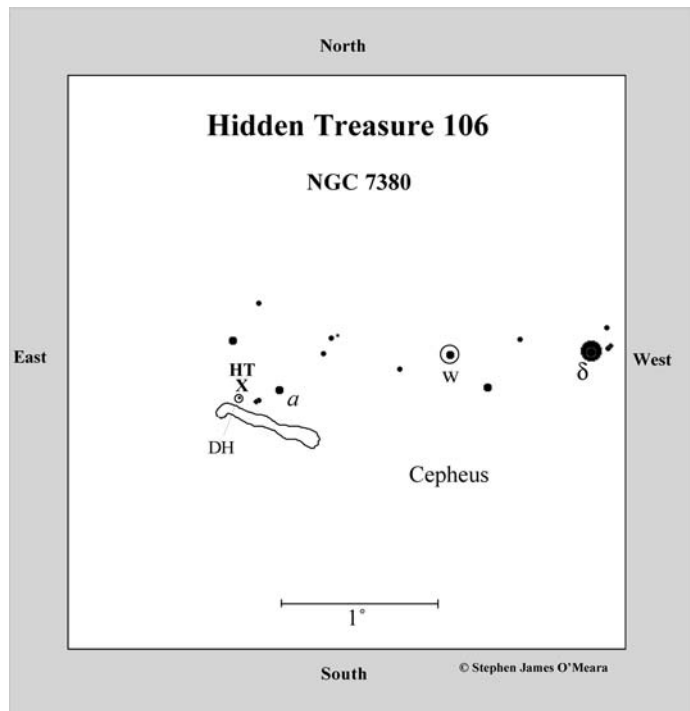 North
Hidden Treasure 106
NGC 7380
East
West
HT
X
a
w
δ
DH
Cepheus
1°
South
© Stephen James O’Meara